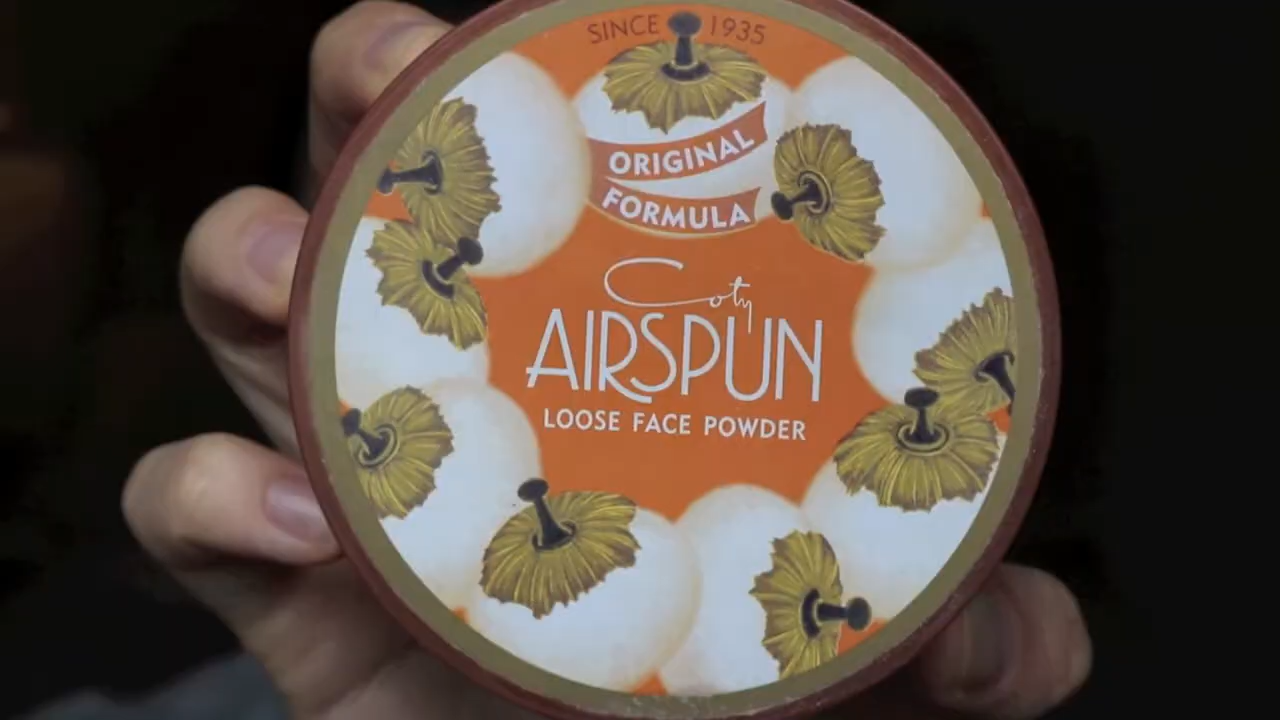 SINCE 1935
ORIGINAL
FORMULA
Coty
AIRSPUN
LOOSE FACE POWDER